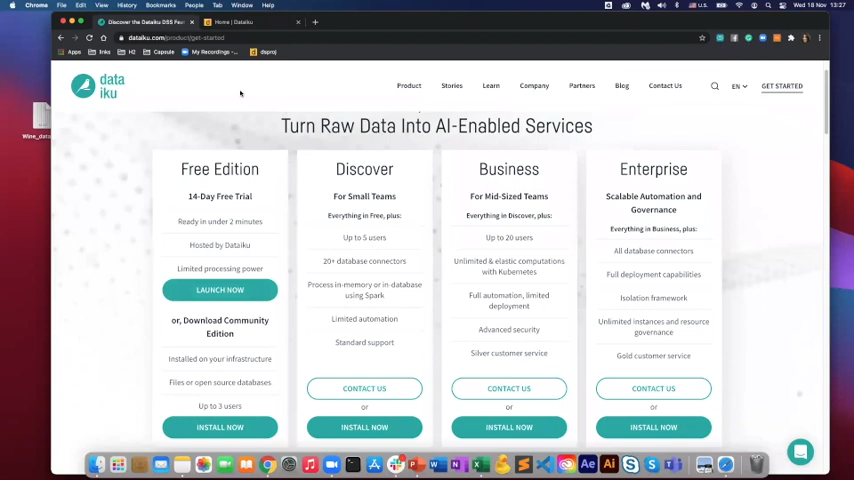 Chrome File Edit View History Bookmarks People Tab Window Help
U.S.
Wed 18 Nov 13:27
Discover the Dataiku DSS Feat
Home | Dataiku
dataiku.com/product/get-started
Apps
links
H2
Capsule
My Recordings -...
dsproj
data
iku
Product Stories Learn Company Partners Blog Contact Us
EN
GET STARTED
Wine_data
Turn Raw Data Into AI-Enabled Services
Free Edition
14-Day Free Trial
Ready in under 2 minutes
Hosted by Dataiku
Limited processing power
LAUNCH NOW
or, Download Community
Edition
Installed on your infrastructure
Files or open source databases
Up to 3 users
INSTALL NOW
Discover
For Small Teams
Everything in Free, plus:
Up to 5 users
20+ database connectors
Process in-memory or in-database
using Spark
Limited automation
Standard support
CONTACT US
or
INSTALL NOW
Business
For Mid-Sized Teams
Everything in Discover, plus:
Up to 20 users
Unlimited & elastic computations
with Kubernetes
Full automation, limited
deployment
Advanced security
Silver customer service
CONTACT US
or
INSTALL NOW
Enterprise
Scalable Automation and
Governance
Everything in Business, plus:
All database connectors
Full deployment capabilities
Isolation framework
Unlimited instances and resource
governance
Gold customer service
CONTACT US
or
INSTALL NOW